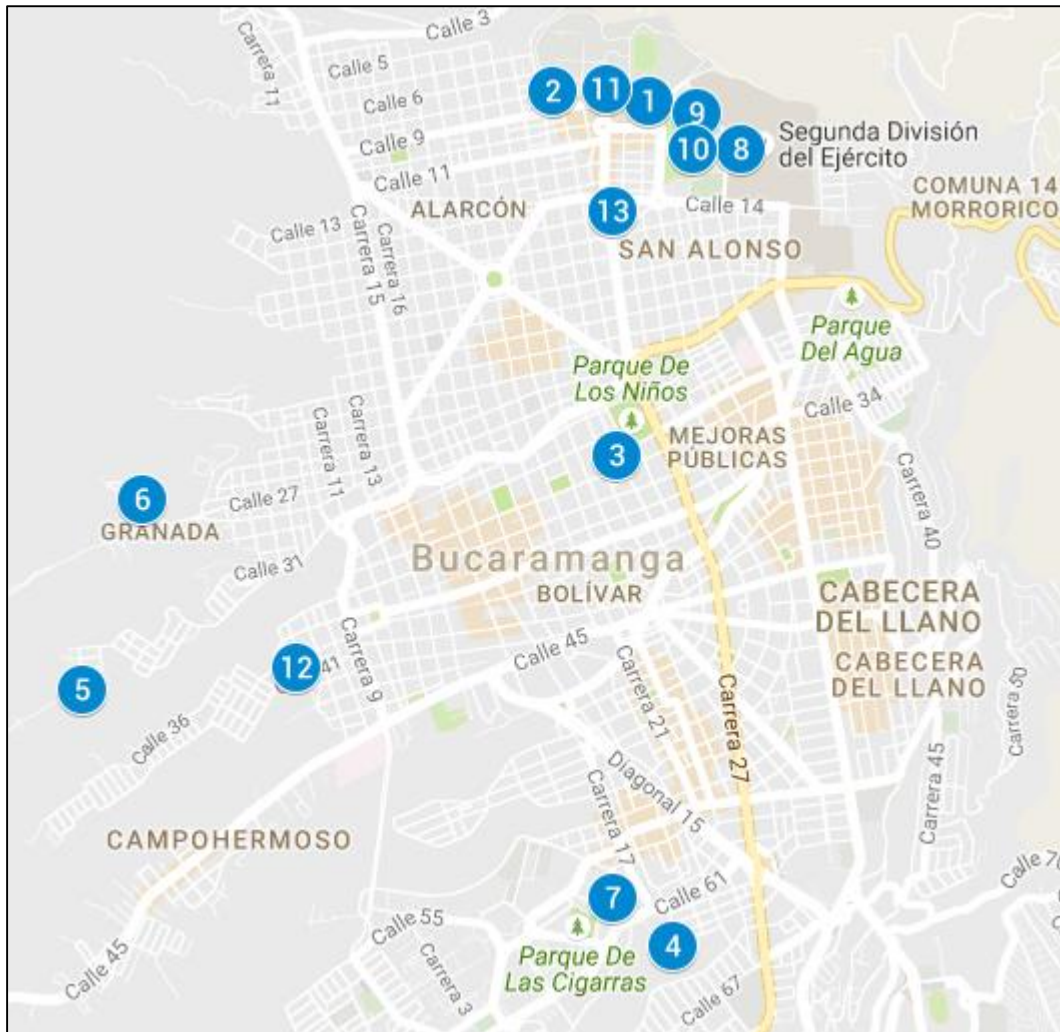 Calle 3
Carrera 11
Calle 5
Calle 6
2
11
1
9
Calle 9
10
8
Segunda División
del Ejército
Calle 11
COMUNA 14
MORRORICO
ALARCÓN
13
Calle 14
Calle 13
SAN ALONSO
Carrera 15
Carrera 16
Parque
Del Agua
Parque De
Los Niños
Calle 34
Carrera 13
MEJORAS
PÚBLICAS
3
Carrera 11
6
Calle 27
GRANADA
Carrera 40
Bucaramanga
Calle 31
BOLÍVAR
CABECERA
DEL LLANO
Carrera 9
Calle 45
12
41
5
CABECERA
DEL LLANO
Carrera 21
Carrera 27
Carrera 50
Calle 36
Diagonal 15
Carrera 45
Carrera 17
CAMPOHERMOSO
Calle 70
7
Calle 61
Calle 55
4
Parque De
Las Cigarras
Carrera 3
Calle 45
Calle 67